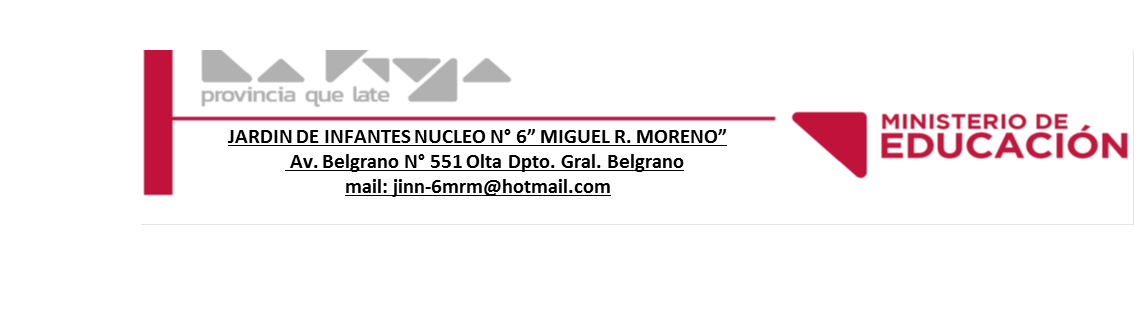 provincia que late
JARDIN DE INFANTES NUCLEO N° 6” MIGUEL R. MORENO”
Av. Belgrano N° 551 Olta Dpto. Gral. Belgrano
mail: jinn-6mrm@hotmail.com
MINISTERIO DE
EDUCACIÓN